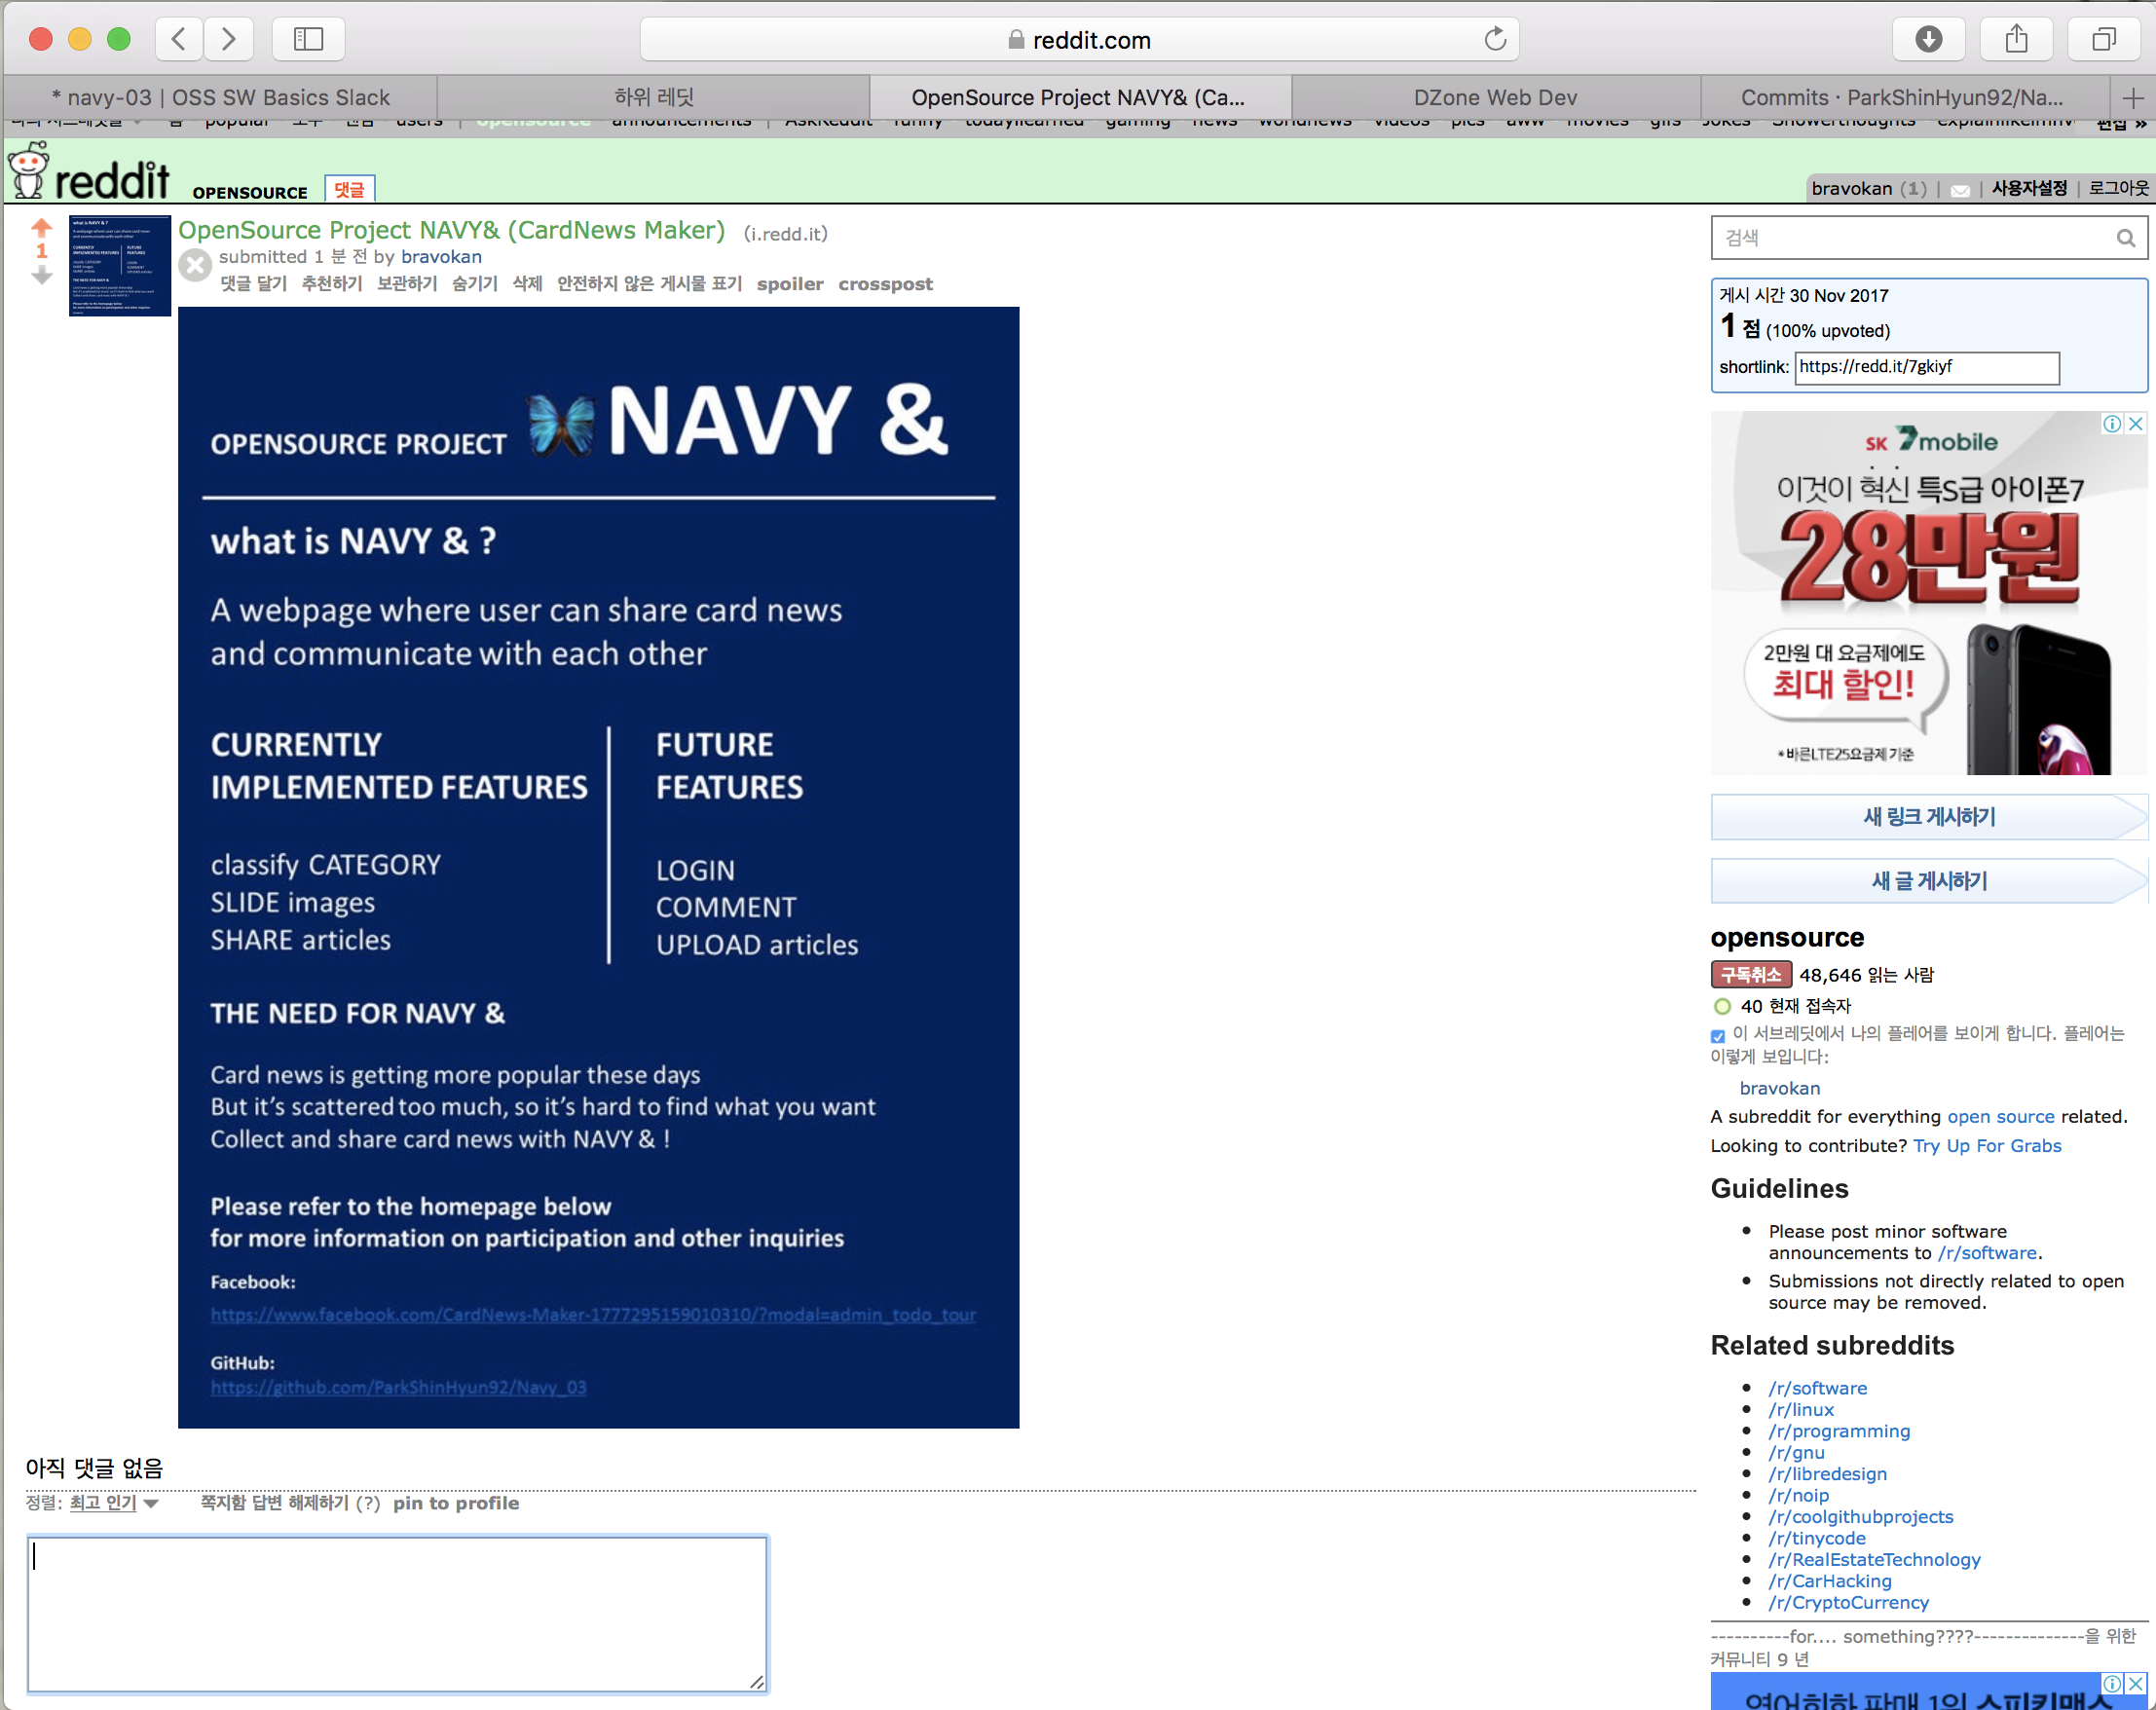 reddit.com
* navy-03 | OSS SW Basics Slack
하위 레딧
OpenSource Project NAVY& (Ca...
DZone Web Dev
Commits · ParkShinHyun92/Na...
popular
users | opensource announcements | AskReddit funny todayilearned gaming news worldnews videos pics aww movies gifs Jokes Showerthoughts
편집 »
reddit OPENSOURCE 댓글
bravokan (1) | 사용자설정 | 로그아웃
1
OpenSource Project NAVY& (CardNews Maker) (i.redd.it)
submitted 1 분 전 by bravokan
댓글 달기 추천하기 보관하기 숨기기 삭제 안전하지 않은 게시물 표기 spoiler crosspost
OPENSOURCE PROJECT NAVY &
what is NAVY & ?
A webpage where user can share card news
and communicate with each other
CURRENTLY
IMPLEMENTED FEATURES
classify CATEGORY
SLIDE images
SHARE articles
FUTURE
FEATURES
LOGIN
COMMENT
UPLOAD articles
THE NEED FOR NAVY &
Card news is getting more popular these days
But it's scattered too much, so it's hard to find what you want
Collect and share card news with NAVY & !
Please refer to the homepage below
for more information on participation and other inquiries
Facebook:
https://www.facebook.com/CardNews-Maker-1777295159010310/?modal=admin_todo_tour
GitHub:
https://github.com/ParkShinHyun92/Navy_03
아직 댓글 없음
정렬: 최고 인기 쪽지함 답변 해제하기 (?) pin to profile
검색
게시 시간 30 Nov 2017
1 점 (100% upvoted)
shortlink: https://redd.it/7gkiyf
SK 7mobile
이것이 혁신 특S급 아이폰7
28만원
2만원 대 요금제에도
최대 할인!
*바른LTE25요금제 기준
새 링크 게시하기
새 글 게시하기
opensource
구독취소 48,646 읽는 사람
40 현재 접속자
이 서브레딧에서 나의 플레어를 보이게 합니다. 플레어는
이렇게 보입니다:
bravokan
A subreddit for everything open source related.
Looking to contribute? Try Up For Grabs
Guidelines
Please post minor software
announcements to /r/software.
Submissions not directly related to open
source may be removed.
Related subreddits
/r/software
/r/linux
/r/programming
/r/gnu
/r/libredesign
/r/noip
/r/coolgithubprojects
/r/tinycode
/r/RealEstateTechnology
/r/CarHacking
/r/CryptoCurrency
----------for.... something????--------------을 위한
커뮤니티 9 년
영어회화 판매 1위 스피킹맥스